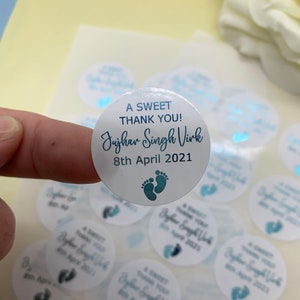 A SWEET
THANK YOU!
Jujhar Singh Virk
8th April 2021